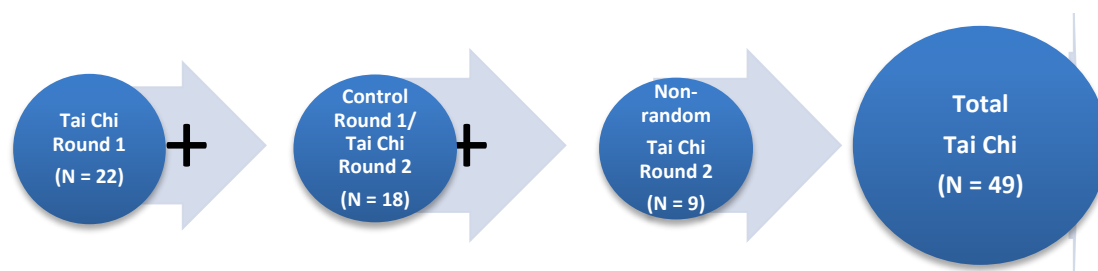 Tai Chi
Round 1
(N = 22)
+
Control
Round 1/
Tai Chi
Round 2
(N = 18)
+
Non-
random
Tai Chi
Round 2
(N = 9)
Total
Tai Chi
(N = 49)